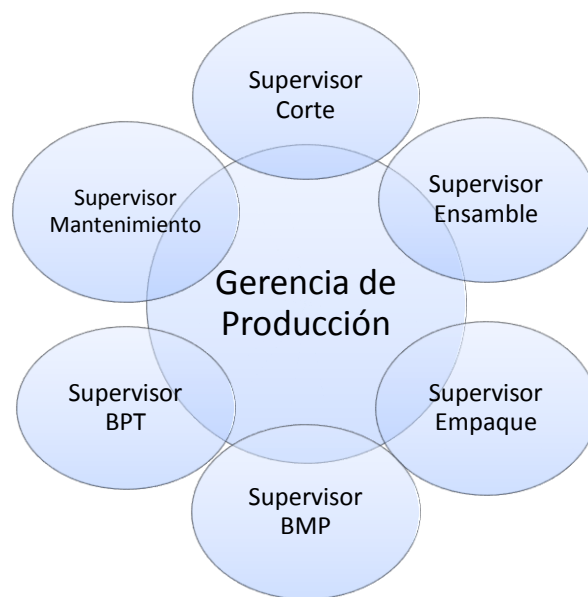 Supervisor
Corte
Supervisor
Ensamble
Supervisor
Empaque
Supervisor
BMP
Supervisor
BPT
Supervisor
Mantenimiento
Gerencia de
Producción